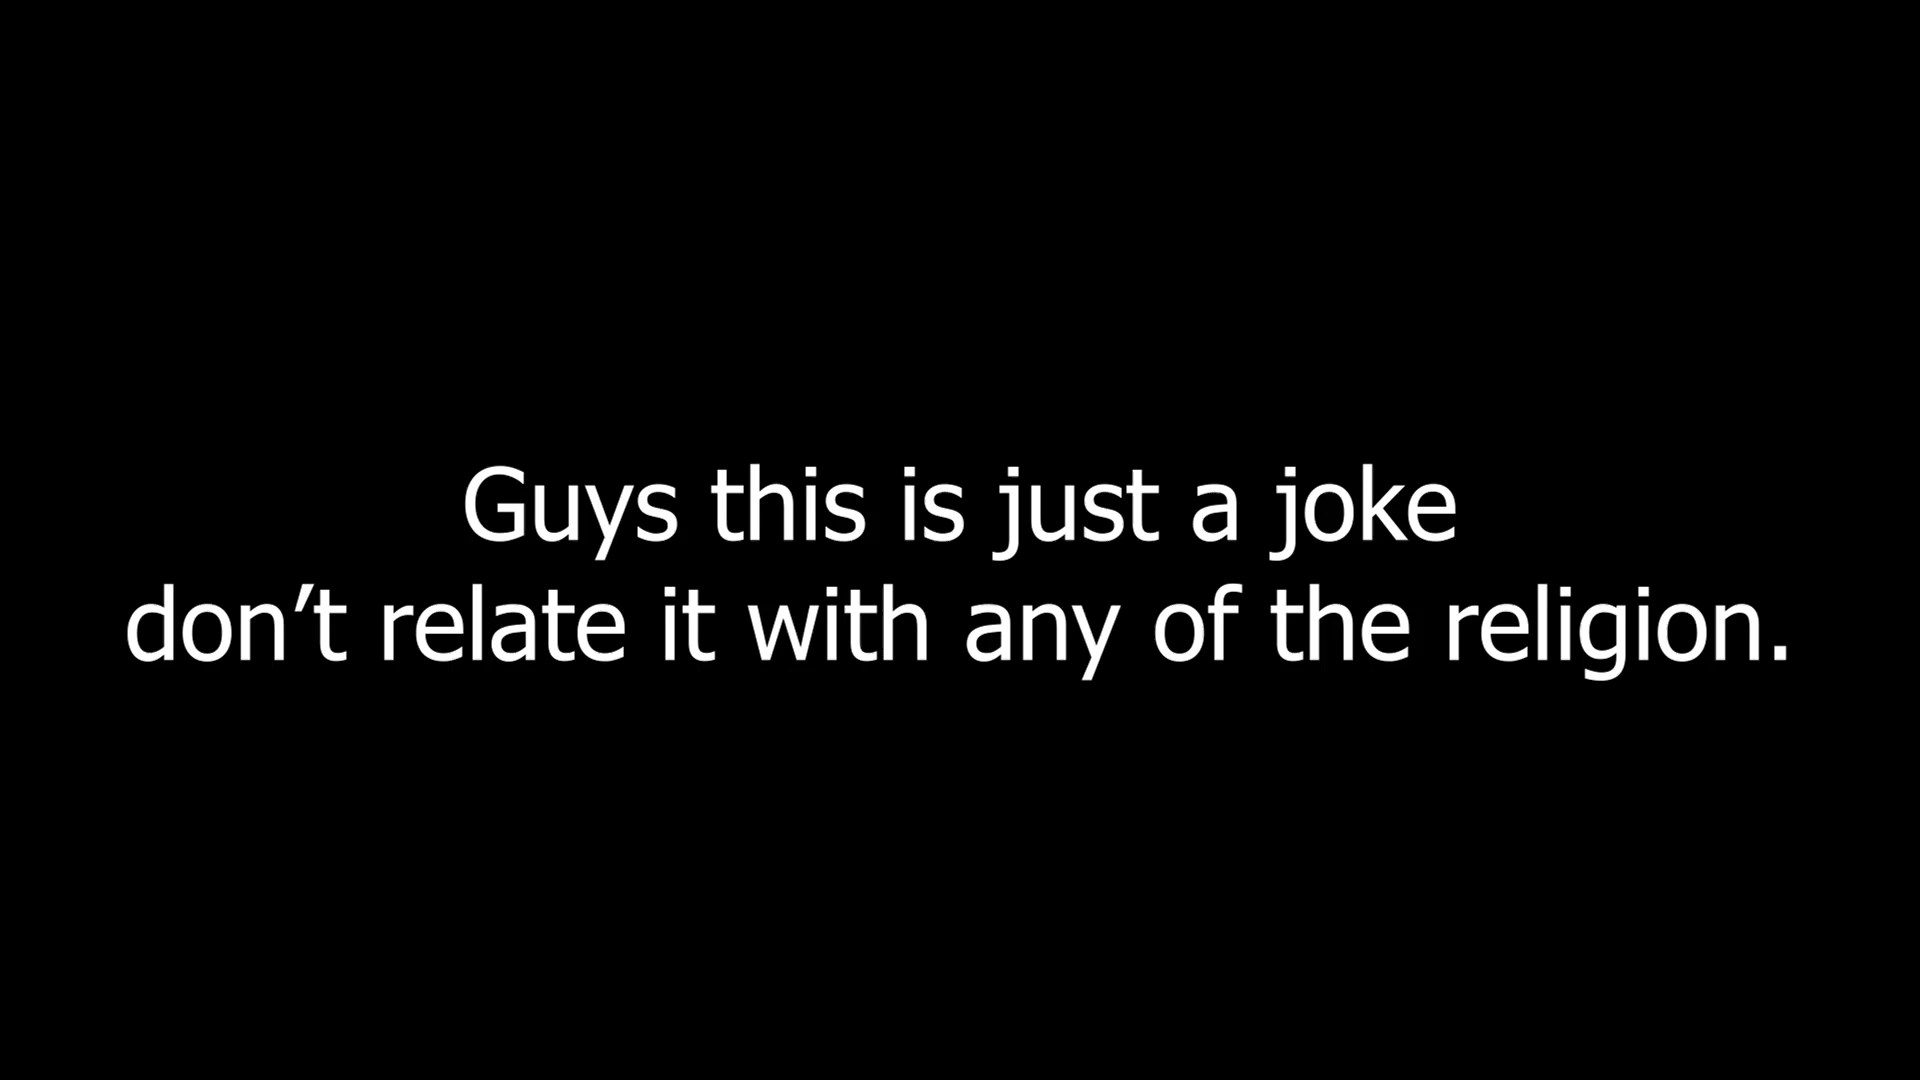 Guys this is just a joke
don’t relate it with any of the religion.